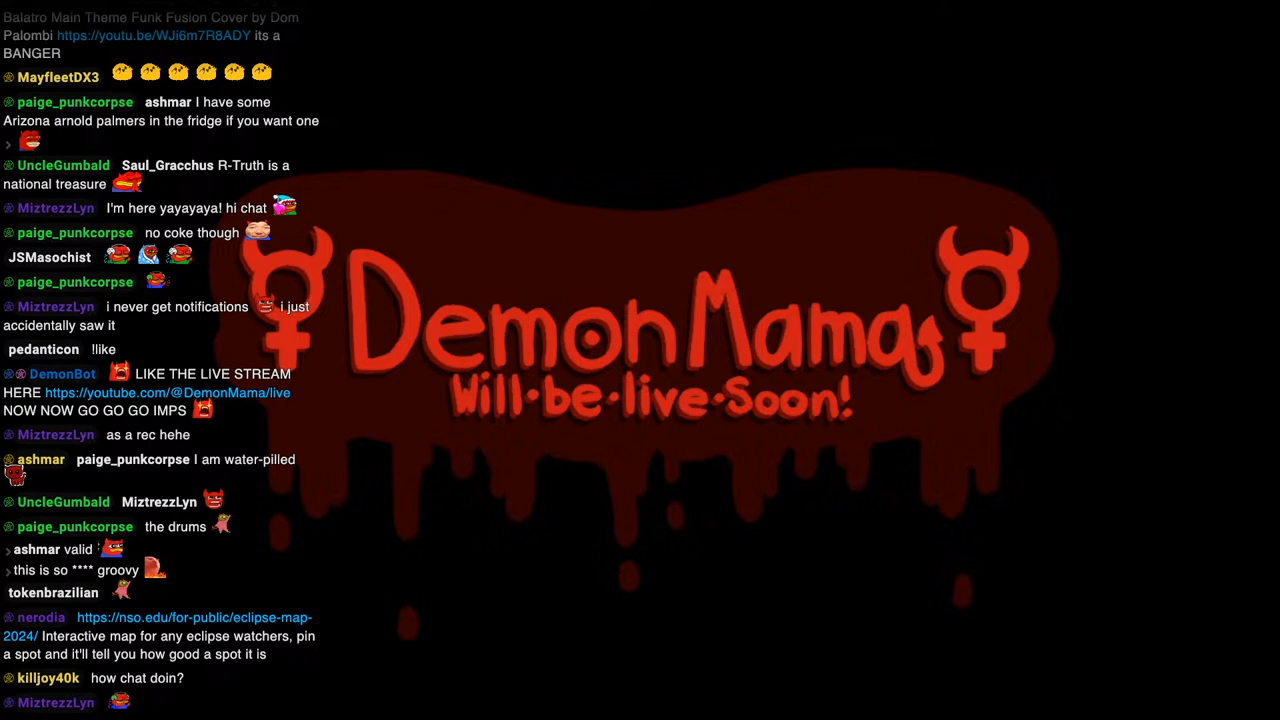 Balatro Main Theme Funk Fusion Cover by Dom
Palombi https://youtu.be/WJi6m7R8ADY its a
BANGER
MayfleetDX3
paige_punkcorpse ashmar I have some
Arizona arnold palmers in the fridge if you want one
UncleGumbald Saul_Gracchus R-Truth is a
national treasure
MiztrezzLyn I'm here yayayaya! hi chat
paige_punkcorpse no coke though
JSMasochist
paige_punkcorpse
MiztrezzLyn i never get notifications i just
accidentally saw it
pedanticon !like
DemonBot LIKE THE LIVE STREAM
HERE https://youtube.com/@DemonMama/live
NOW NOW GO GO GO IMPS
MiztrezzLyn as a rec hehe
ashmar paige_punkcorpse I am water-pilled
UncleGumbald MiztrezzLyn
paige_punkcorpse the drums
ashmar valid
this is so **** groovy
tokenbrazilian
nerodia https://nso.edu/for-public/eclipse-map-
2024/ Interactive map for any eclipse watchers, pin
a spot and it'll tell you how good a spot it is
killjoy40k how chat doin?
MiztrezzLyn
DemonMama
Will·be·live·Soon!